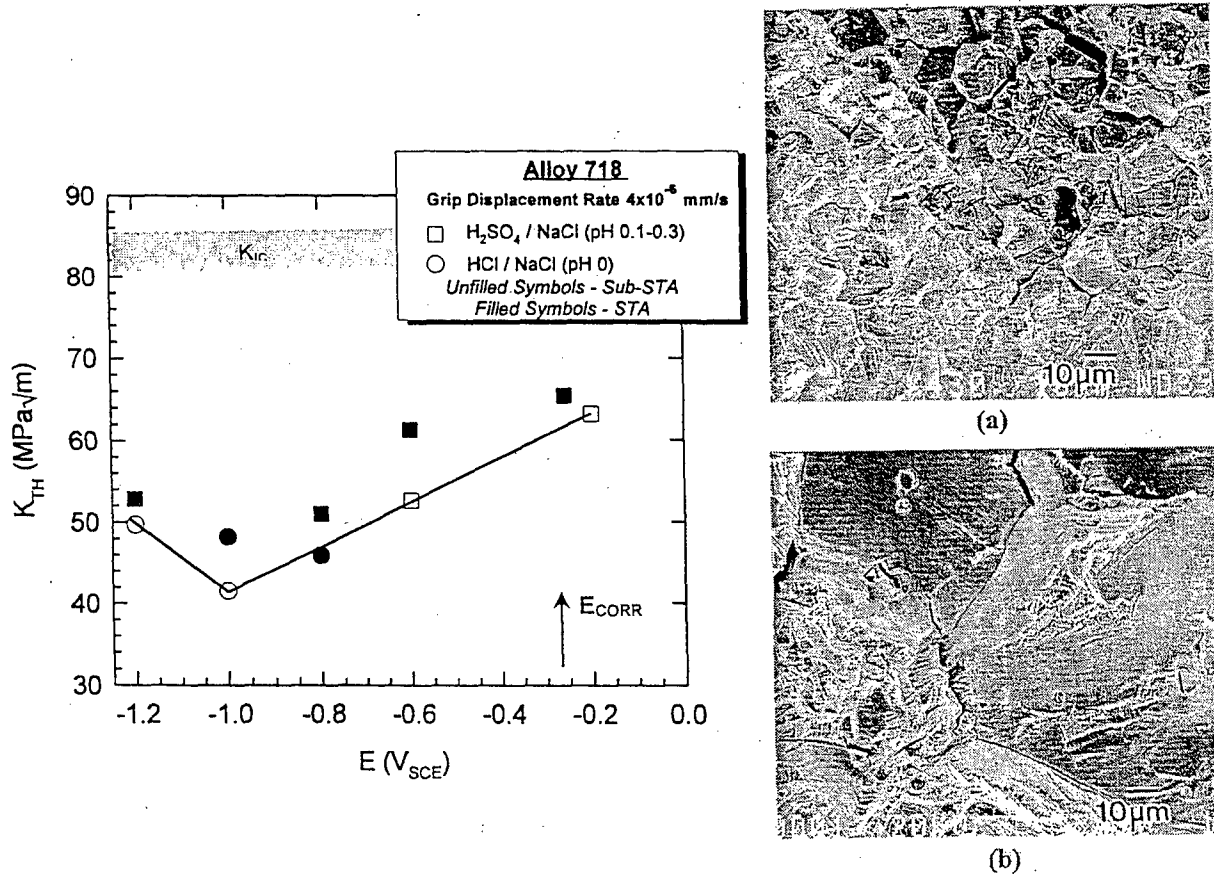 Alloy 718
Grip Displacement Rate 4x10⁻⁶ mm/s
□ H₂SO₄ / NaCl (pH 0.1-0.3)
○ HCl / NaCl (pH 0)
Unfilled Symbols - Sub-STA
Filled Symbols - STA
90
80
70
60
50
40
30
K_IC
K_TH (MPa√m)
E_CORR
-1.2
-1.0
-0.8
-0.6
-0.4
-0.2
0.0
E (V_SCE)
10μm
(a)
10μm
(b)